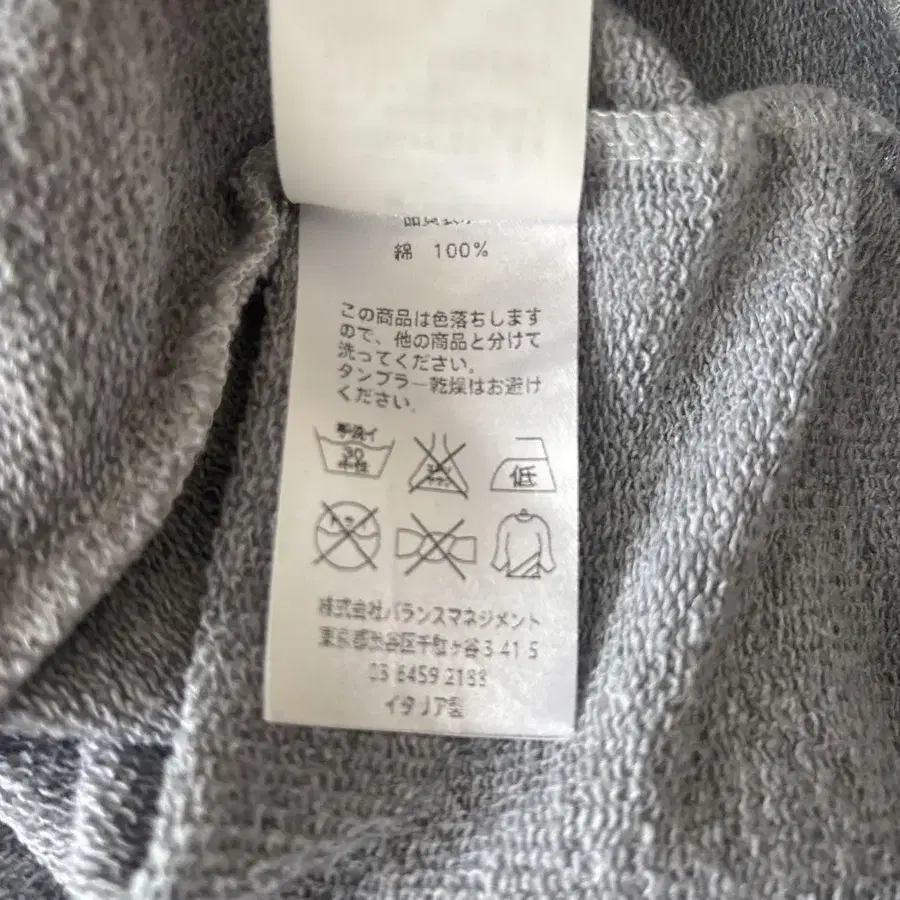 綿 100%
この商品は色落ちします
ので、他の商品と分けて
洗ってください。
タンブラー乾燥はお避け
ください。
手洗イ
30
中性
低
株式会社バランスマネジメント
東京都渋谷区千駄ヶ谷3 41 5
03 6459 2188
イタリア製